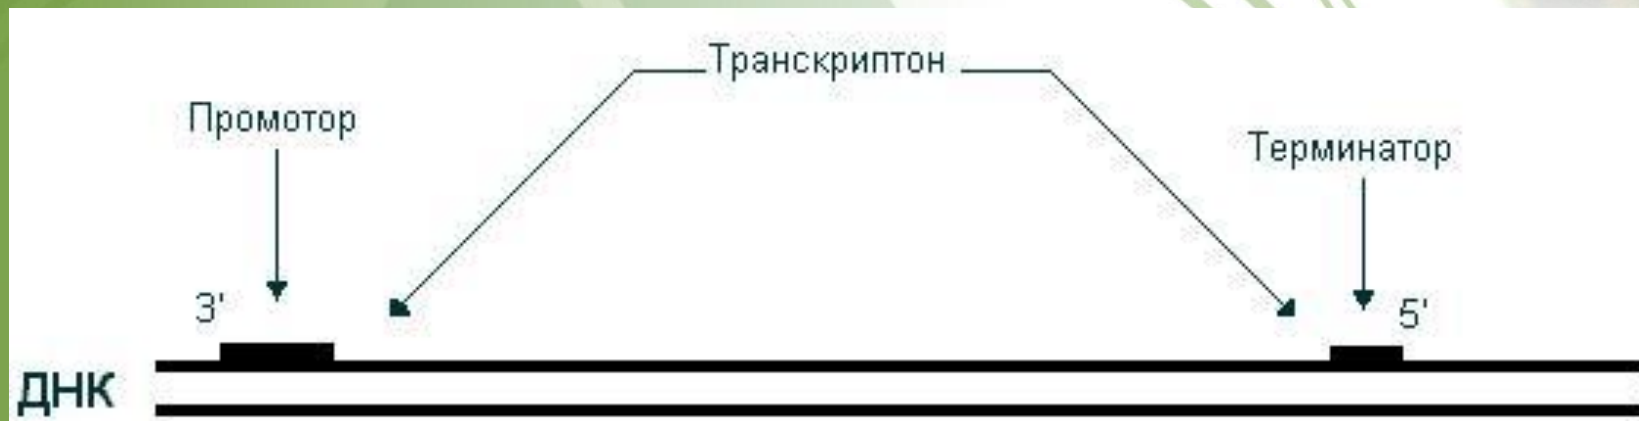 Транскриптон
Промотор
Терминатор
3'
5'
ДНК